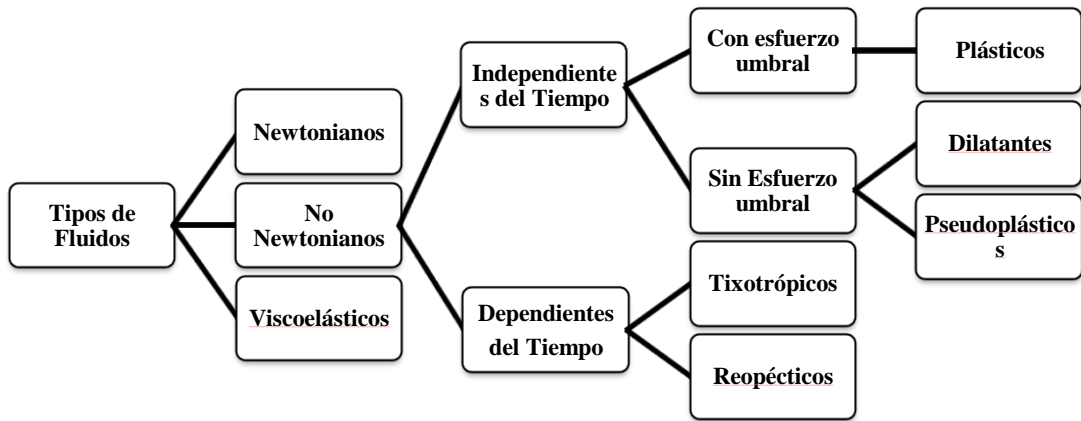 Tipos de
Fluidos
Newtonianos
No
Newtonianos
Viscoelásticos
Independiente
s del Tiempo
Dependientes
del Tiempo
Con esfuerzo
umbral
Sin Esfuerzo
umbral
Tixotrópicos
Reopécticos
Plásticos
Dilatantes
Pseudoplástico
s